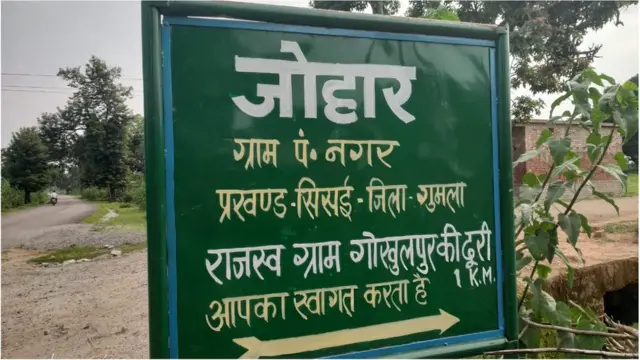 जोहार
ग्राम पं. नगर
प्रखण्ड-सिसई-जिला-गुमला
राजस्व ग्राम गोखुलपुर की दूरी
1 K.M.
आपका स्वागत करता है